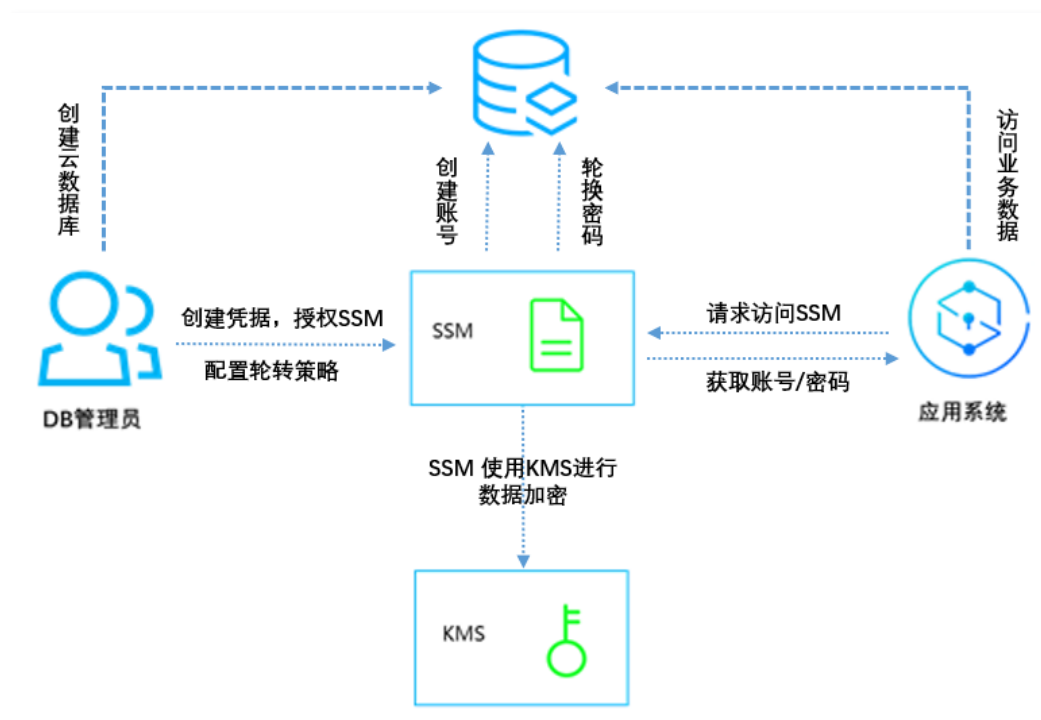 创建云数据库
创建账号
轮换密码
访问业务数据
创建凭据，授权SSM
配置轮转策略
DB管理员
SSM
请求访问SSM
获取账号/密码
应用系统
SSM 使用KMS进行
数据加密
KMS